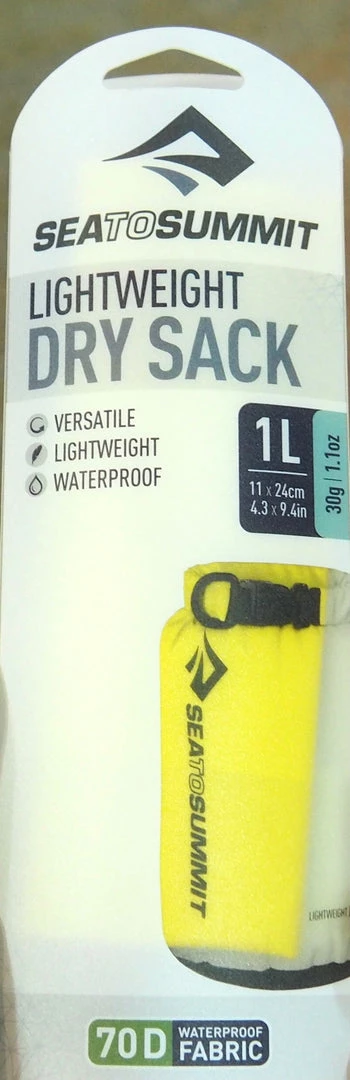 SEATOSUMMIT
LIGHTWEIGHT
DRY SACK
VERSATILE
LIGHTWEIGHT
WATERPROOF
1L
11 x 24cm
4.3 x 9.4in
30g | 1.1oz
SEATOSUMMIT
LIGHTWEIGHT
70D WATERPROOF
FABRIC